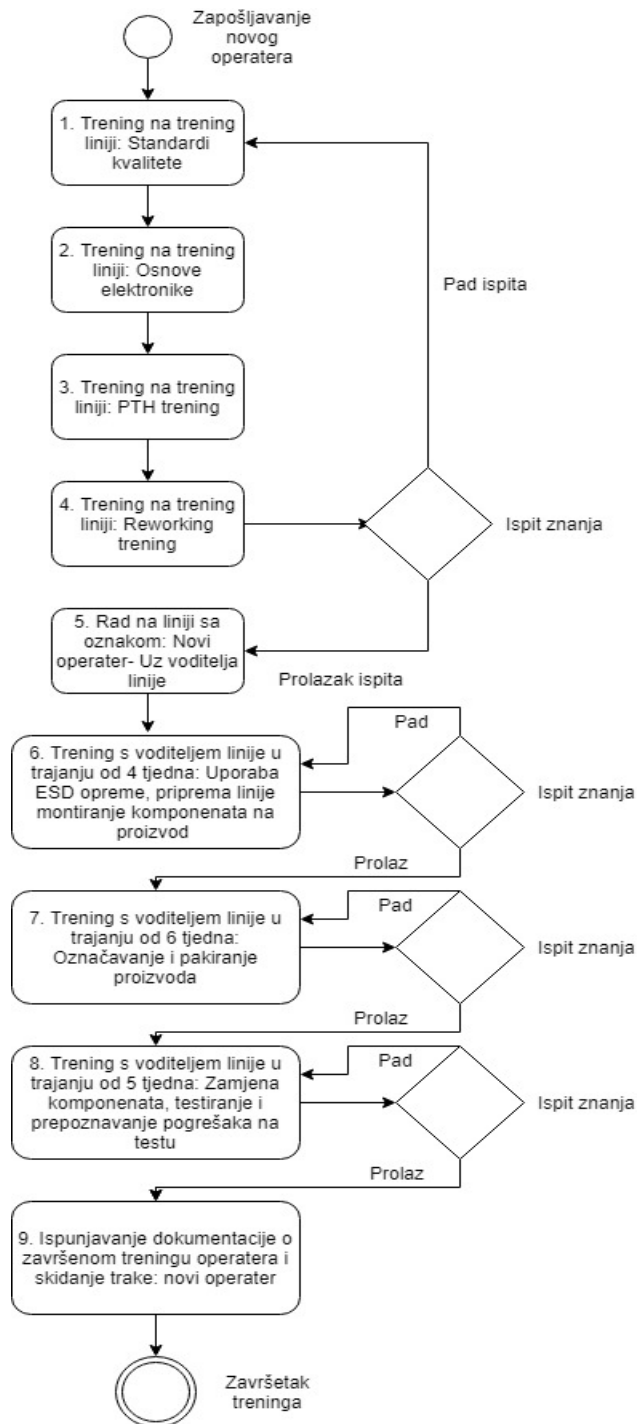 Zapošljavanje
novog
operatera
1. Trening na trening
liniji: Standardi
kvalitete
2. Trening na trening
liniji: Osnove
elektronike
Pad ispita
3. Trening na trening
liniji: PTH trening
4. Trening na trening
liniji: Reworking
trening
Ispit znanja
5. Rad na liniji sa
oznakom: Novi
operater- Uz voditelja
linije
Prolazak ispita
Pad
6. Trening s voditeljem linije u
trajanju od 4 tjedna: Uporaba
ESD opreme, priprema linije
montiranje komponenata na
proizvod
Ispit znanja
Prolaz
Pad
7. Trening s voditeljem linije u
trajanju od 6 tjedna:
Označavanje i pakiranje
proizvoda
Ispit znanja
Prolaz
Pad
8. Trening s voditeljem linije u
trajanju od 5 tjedna: Zamjena
komponenata, testiranje i
prepoznavanje pogrešaka na
testu
Ispit znanja
Prolaz
9. Ispunjavanje dokumentacije o
završenom treningu operatera i
skidanje trake: novi operater
Završetak
treninga